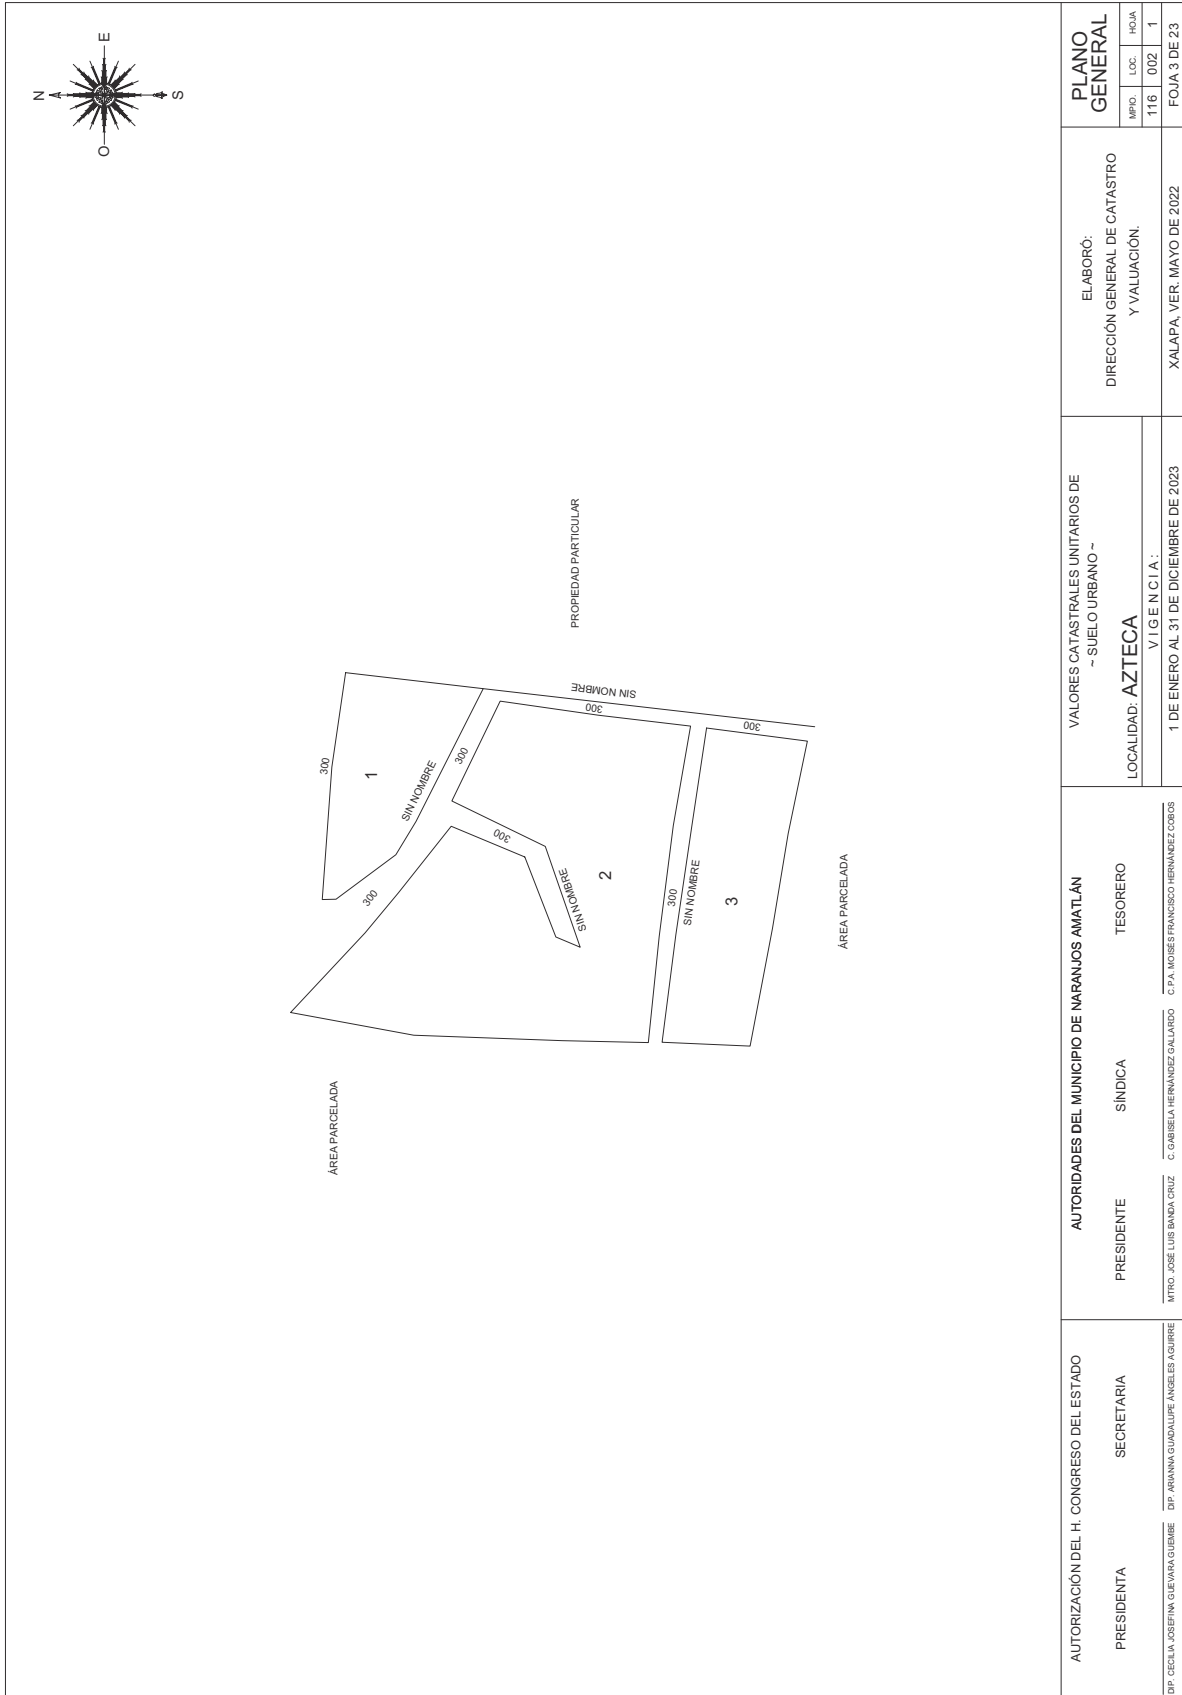 N
E
O
S
ÁREA PARCELADA
300
1
300
SIN NOMBRE
300
300
SIN NOMBRE
2
300
SIN NOMBRE
PROPIEDAD PARTICULAR
300
SIN NOMBRE
3
300
ÁREA PARCELADA
AUTORIZACIÓN DEL H. CONGRESO DEL ESTADO
PRESIDENTA
SECRETARIA
DIP. CECILIA JOSEFINA GUEVARA GUEMBE
DIP. ARIANNA GUADALUPE ÁNGELES AGUIRRE
AUTORIDADES DEL MUNICIPIO DE NARANJOS AMATLÁN
PRESIDENTE
SÍNDICA
TESORERO
MTRO. JOSÉ LUIS BANDA CRUZ
C. GABISELA HERNÁNDEZ GALLARDO
C.P.A. MOISÉS FRANCISCO HERNÁNDEZ COBOS
VALORES CATASTRALES UNITARIOS DE
~ SUELO URBANO ~
LOCALIDAD: AZTECA
VIGENCIA:
1 DE ENERO AL 31 DE DICIEMBRE DE 2023
ELABORÓ:
DIRECCIÓN GENERAL DE CATASTRO
Y VALUACIÓN.
XALAPA, VER. MAYO DE 2022
PLANO
GENERAL
MPIO. LOC. HOJA
116 002 1
FOJA 3 DE 23